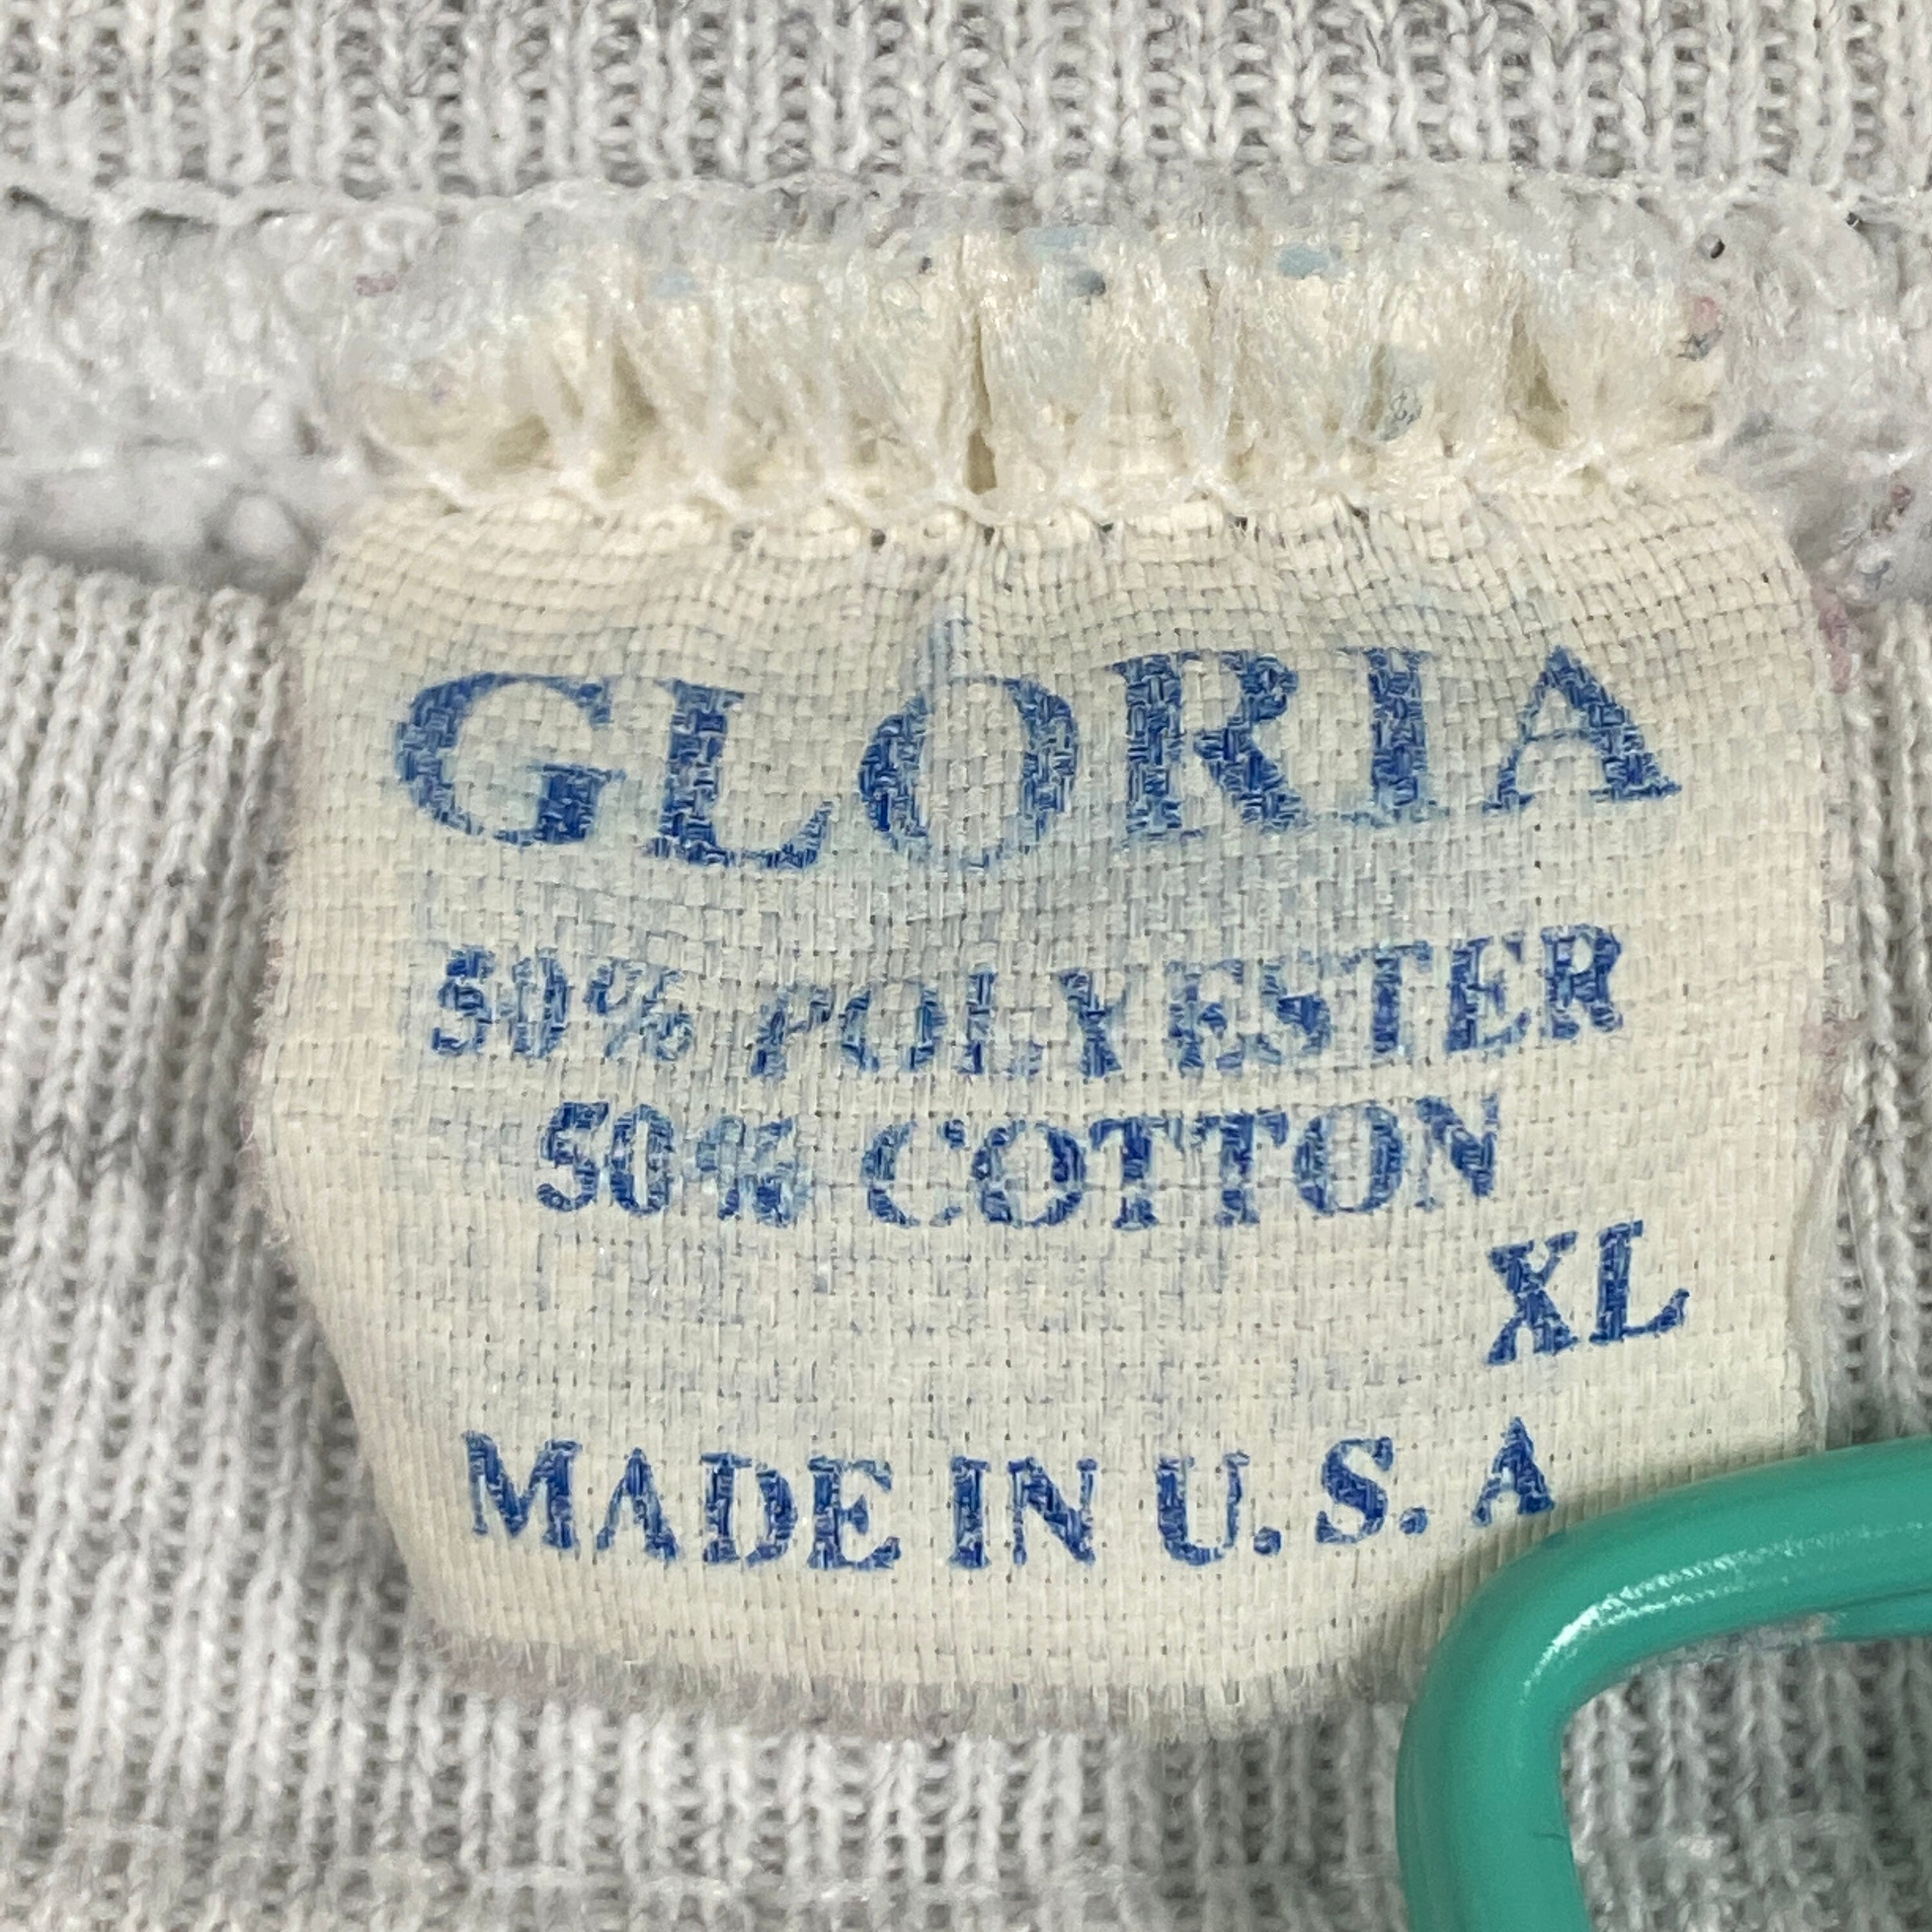 GLORIA
50% POLYESTER
50% COTTON
XL
MADE IN U.S.A